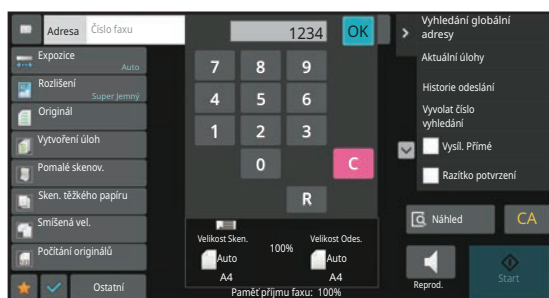 Adresa
Číslo faxu
1234
OK
Vyhledání globální
adresy
Expozice
Auto
Rozlišení
Super Jemný
Originál
Vytvoření úloh
Pomalé skenov.
Sken. těžkého papíru
Smíšená vel.
Počítání originálů
Ostatní
7 8 9
4 5 6
1 2 3
0 C
R
Velikost Sken.
100%
Velikost Odes.
Auto
Auto
A4
A4
Paměť příjmu faxu: 100%
Aktuální úlohy
Historie odeslání
Vyvolat číslo
vyhledání
Vysíl. Přímé
Razítko potvrzení
Náhled
CA
Reprod.
Start